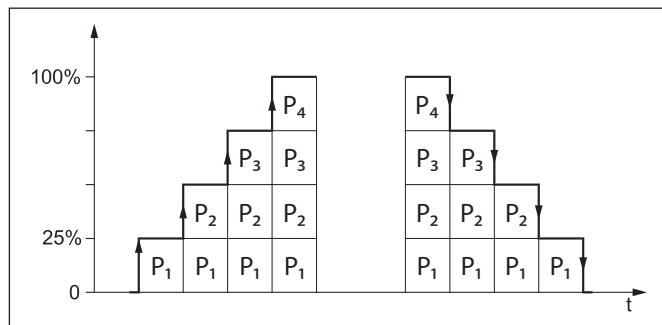 100%
P₄ P₄
P₃ P₃ P₃ P₃
P₂ P₂ P₂ P₂ P₂ P₂
25%
P₁ P₁ P₁ P₁ P₁ P₁ P₁ P₁
0
t